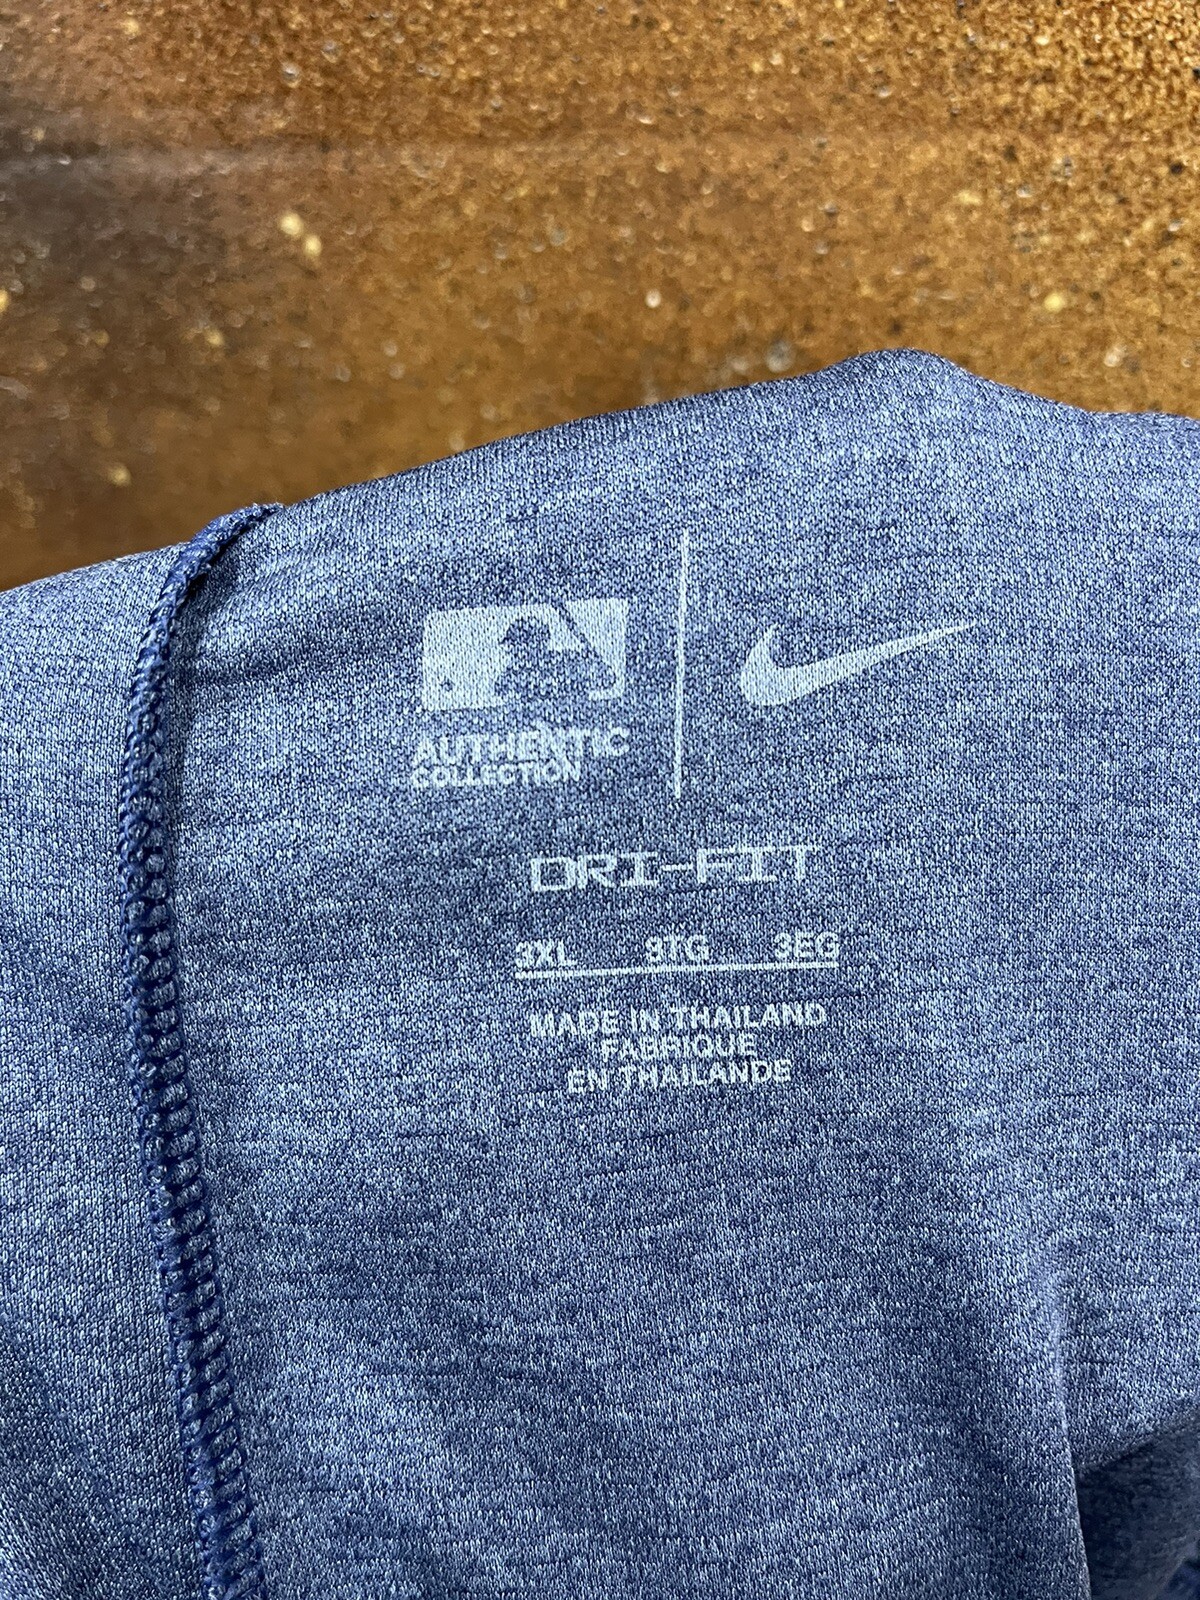 AUTHENTIC
COLLECTION
DRI-FIT
3XL 3TG 3EG
MADE IN THAILAND
FABRIQUE
EN THAILANDE